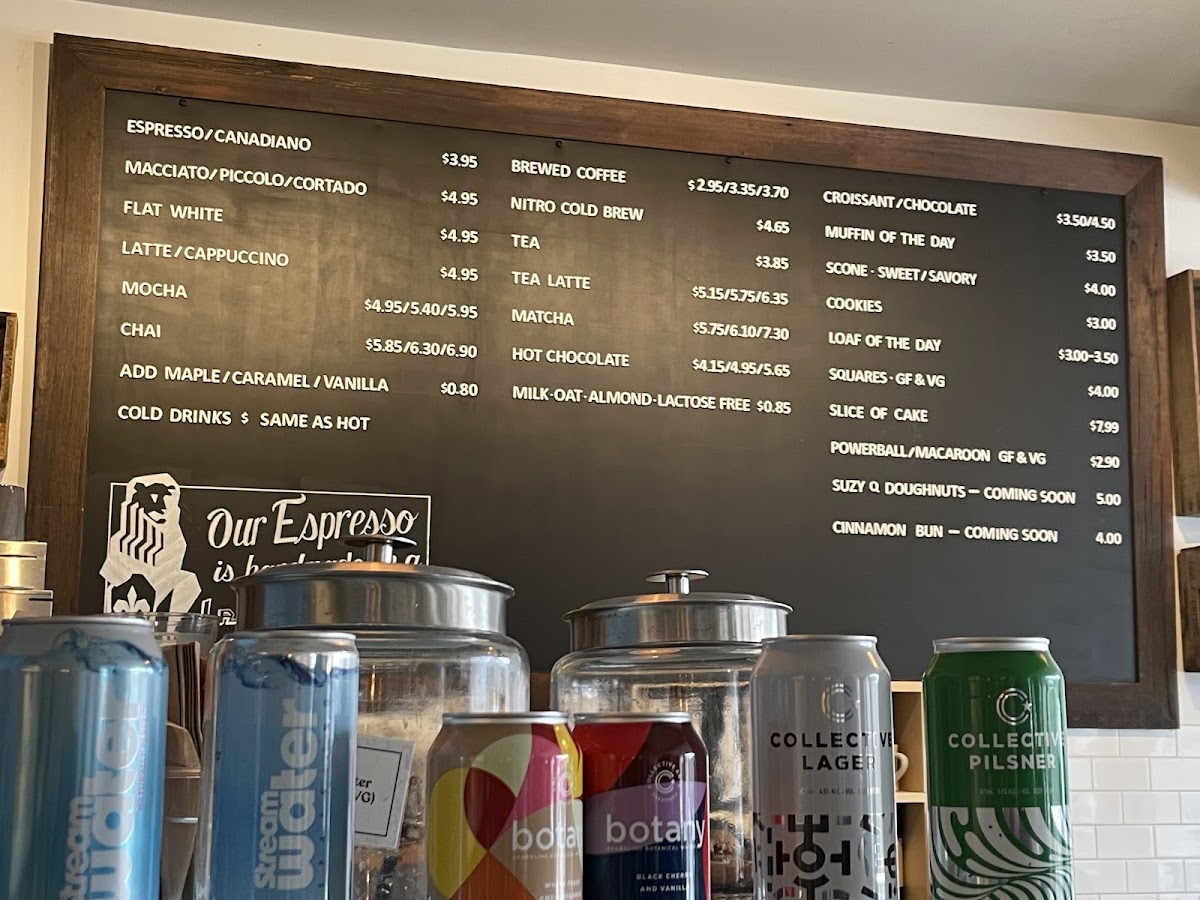 ESPRESSO/CANADIANO $3.95
MACCIATO/PICCOLO/CORTADO $4.95
FLAT WHITE $4.95
LATTE/CAPPUCCINO $4.95
MOCHA $4.95/5.40/5.95
CHAI $5.85/6.30/6.90
ADD MAPLE/CARAMEL/VANILLA $0.80
COLD DRINKS $ SAME AS HOT
BREWED COFFEE $2.95/3.35/3.70
NITRO COLD BREW $4.65
TEA $3.85
TEA LATTE $5.15/5.75/6.35
MATCHA $5.75/6.10/7.30
HOT CHOCOLATE $4.15/4.95/5.65
MILK-OAT-ALMOND-LACTOSE FREE $0.85
CROISSANT/CHOCOLATE $3.50/4.50
MUFFIN OF THE DAY $3.50
SCONE - SWEET/SAVORY $4.00
COOKIES $3.00
LOAF OF THE DAY $3.00-3.50
SQUARES - GF & VG $4.00
SLICE OF CAKE $7.99
POWERBALL/MACAROON GF & VG $2.90
SUZY Q DOUGHNUTS — COMING SOON 5.00
CINNAMON BUN — COMING SOON 4.00
Our Espresso
is
stream
water
stream
water
VG)
bota
botany
BLACK CHERRY
AND VANILLA
COLLECTIVE
LAGER
COLLECTIVE
PILSNER